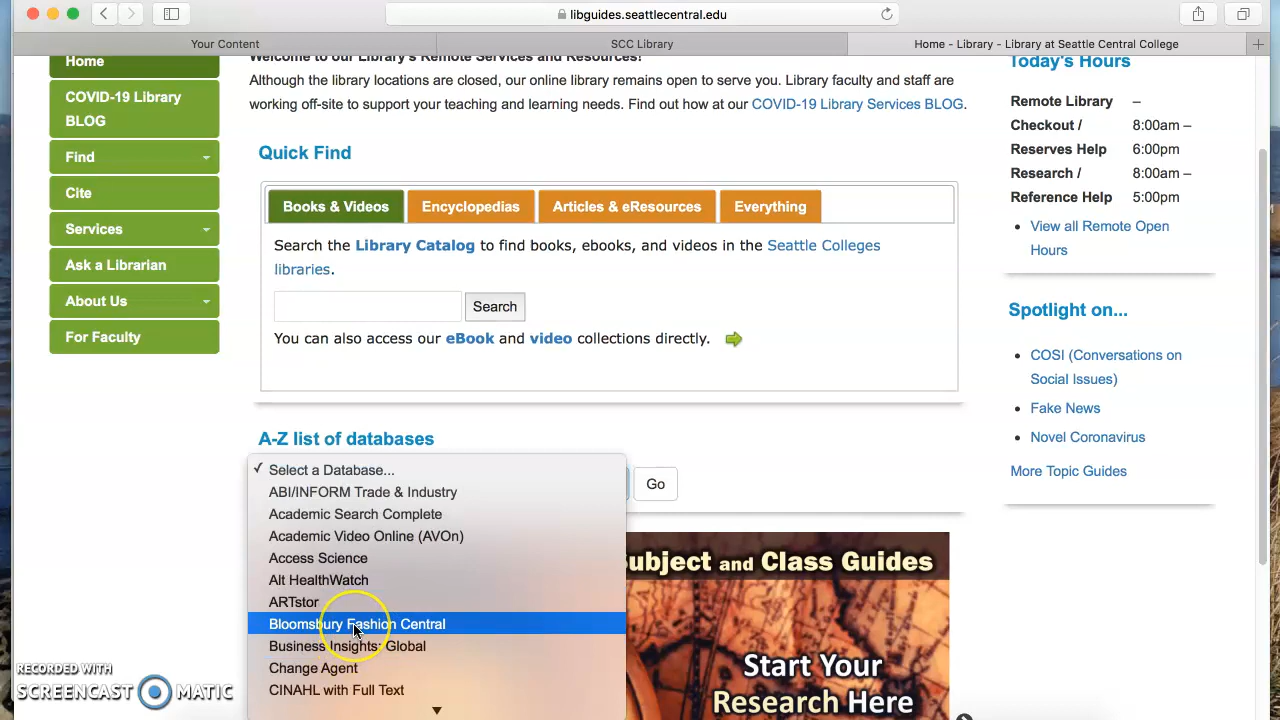 libguides.seattlecentral.edu
Your Content
SCC Library
Home - Library - Library at Seattle Central College
Home
COVID-19 Library
BLOG
Find
Cite
Services
Ask a Librarian
About Us
For Faculty
Welcome to our Library's Remote Services and Resources!
Although the library locations are closed, our online library remains open to serve you. Library faculty and staff are
working off-site to support your teaching and learning needs. Find out how at our COVID-19 Library Services BLOG.
Quick Find
Books & Videos
Encyclopedias
Articles & eResources
Everything
Search the Library Catalog to find books, ebooks, and videos in the Seattle Colleges
libraries.
Search
You can also access our eBook and video collections directly.
A-Z list of databases
✓ Select a Database...
ABI/INFORM Trade & Industry
Academic Search Complete
Academic Video Online (AVOn)
Access Science
Alt HealthWatch
ARTstor
Bloomsbury Fashion Central
Business Insights: Global
Change Agent
CINAHL with Full Text
Go
Subject and Class Guides
Start Your
Research Here
Today's Hours
Remote Library –
Checkout / 8:00am –
Reserves Help 6:00pm
Research / 8:00am –
Reference Help 5:00pm
View all Remote Open
Hours
Spotlight on...
COSI (Conversations on
Social Issues)
Fake News
Novel Coronavirus
More Topic Guides
RECORDED WITH
SCREENCAST MATIC